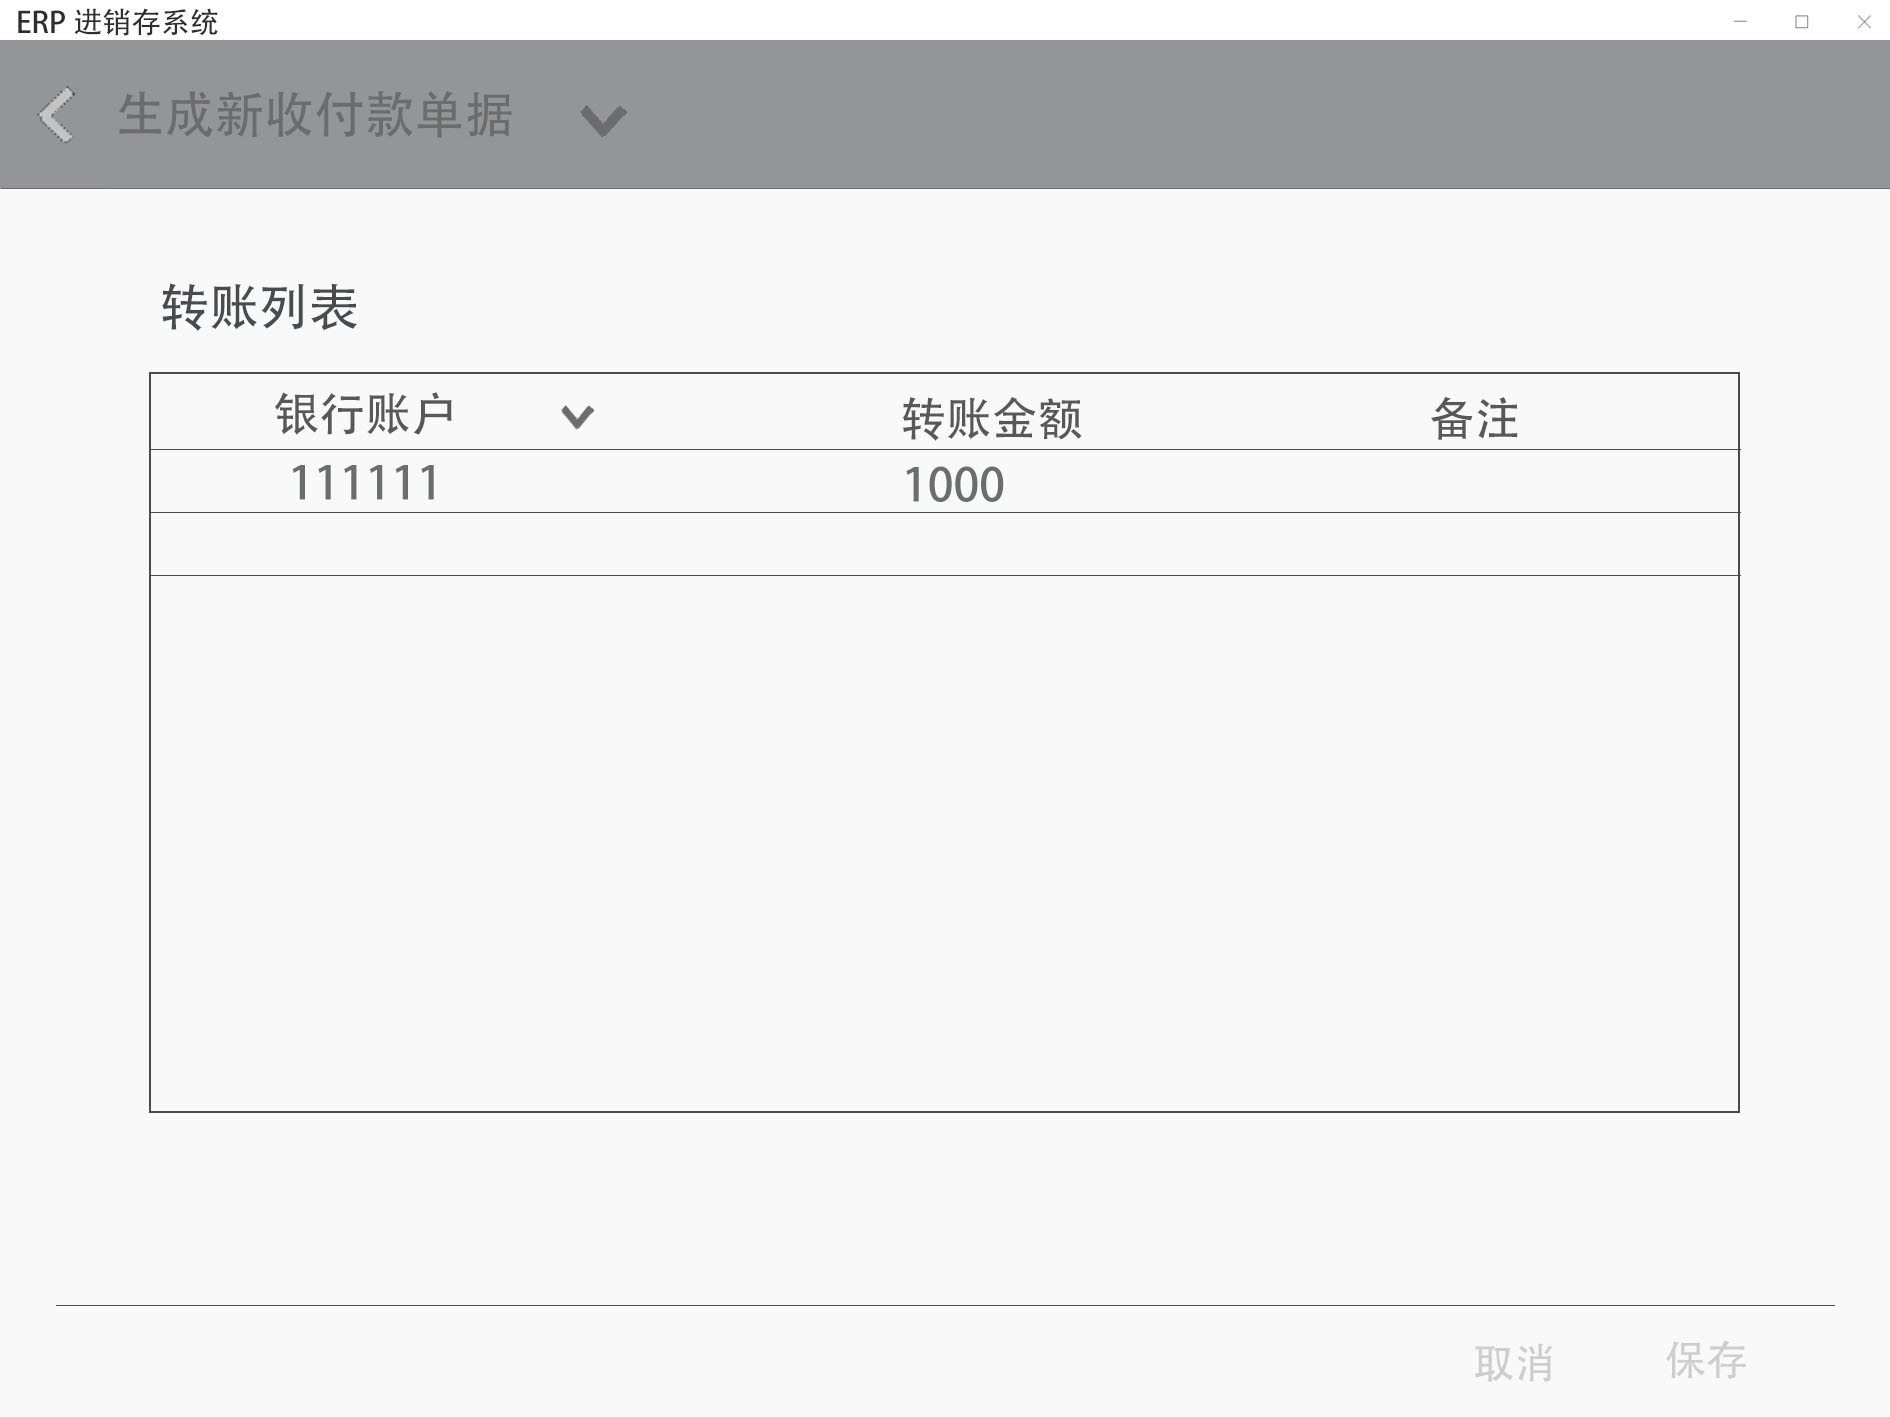 ERP 进销存系统
生成新收付款单据
转账列表
银行账户 转账金额 备注
111111 1000
取消 保存